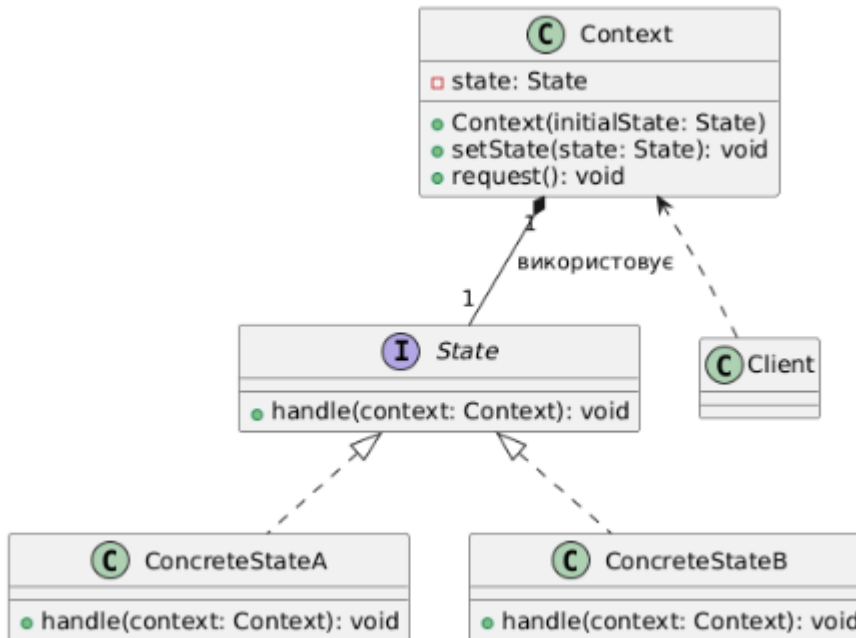 C Context
state: State
Context(initialState: State)
setState(state: State): void
request(): void
1
використовує
1
I State
C Client
handle(context: Context): void
C ConcreteStateA
C ConcreteStateB
handle(context: Context): void
handle(context: Context): void